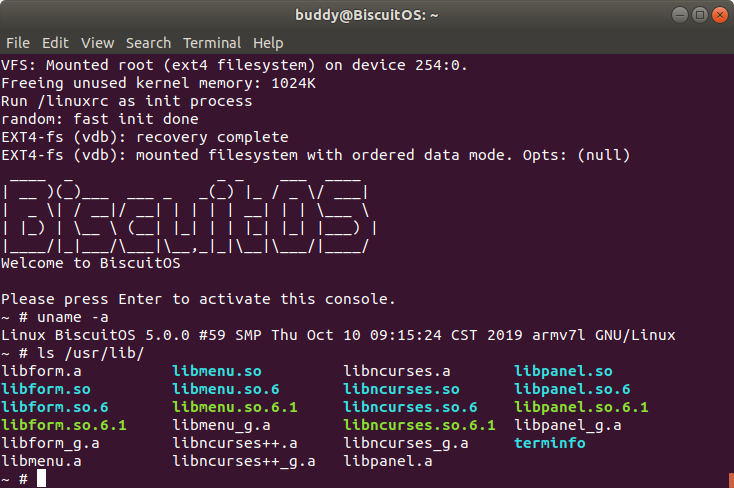 buddy@BiscuitOS: ~
File Edit View Search Terminal Help
VFS: Mounted root (ext4 filesystem) on device 254:0.
Freeing unused kernel memory: 1024K
Run /linuxrc as init process
random: fast init done
EXT4-fs (vdb): recovery complete
EXT4-fs (vdb): mounted filesystem with ordered data mode. Opts: (null)
BiscuitOS
Welcome to BiscuitOS
Please press Enter to activate this console.
~ # uname -a
Linux BiscuitOS 5.0.0 #59 SMP Thu Oct 10 09:15:24 CST 2019 armv7l GNU/Linux
~ # ls /usr/lib/
libform.a libmenu.so libncurses.a libpanel.so
libform.so libmenu.so.6 libncurses.so libpanel.so.6
libform.so.6 libmenu.so.6.1 libncurses.so.6 libpanel.so.6.1
libform.so.6.1 libmenu_g.a libncurses.so.6.1 libpanel_g.a
libform_g.a libncurses++.a libncurses_g.a terminfo
libmenu.a libncurses++_g.a libpanel.a
~ #